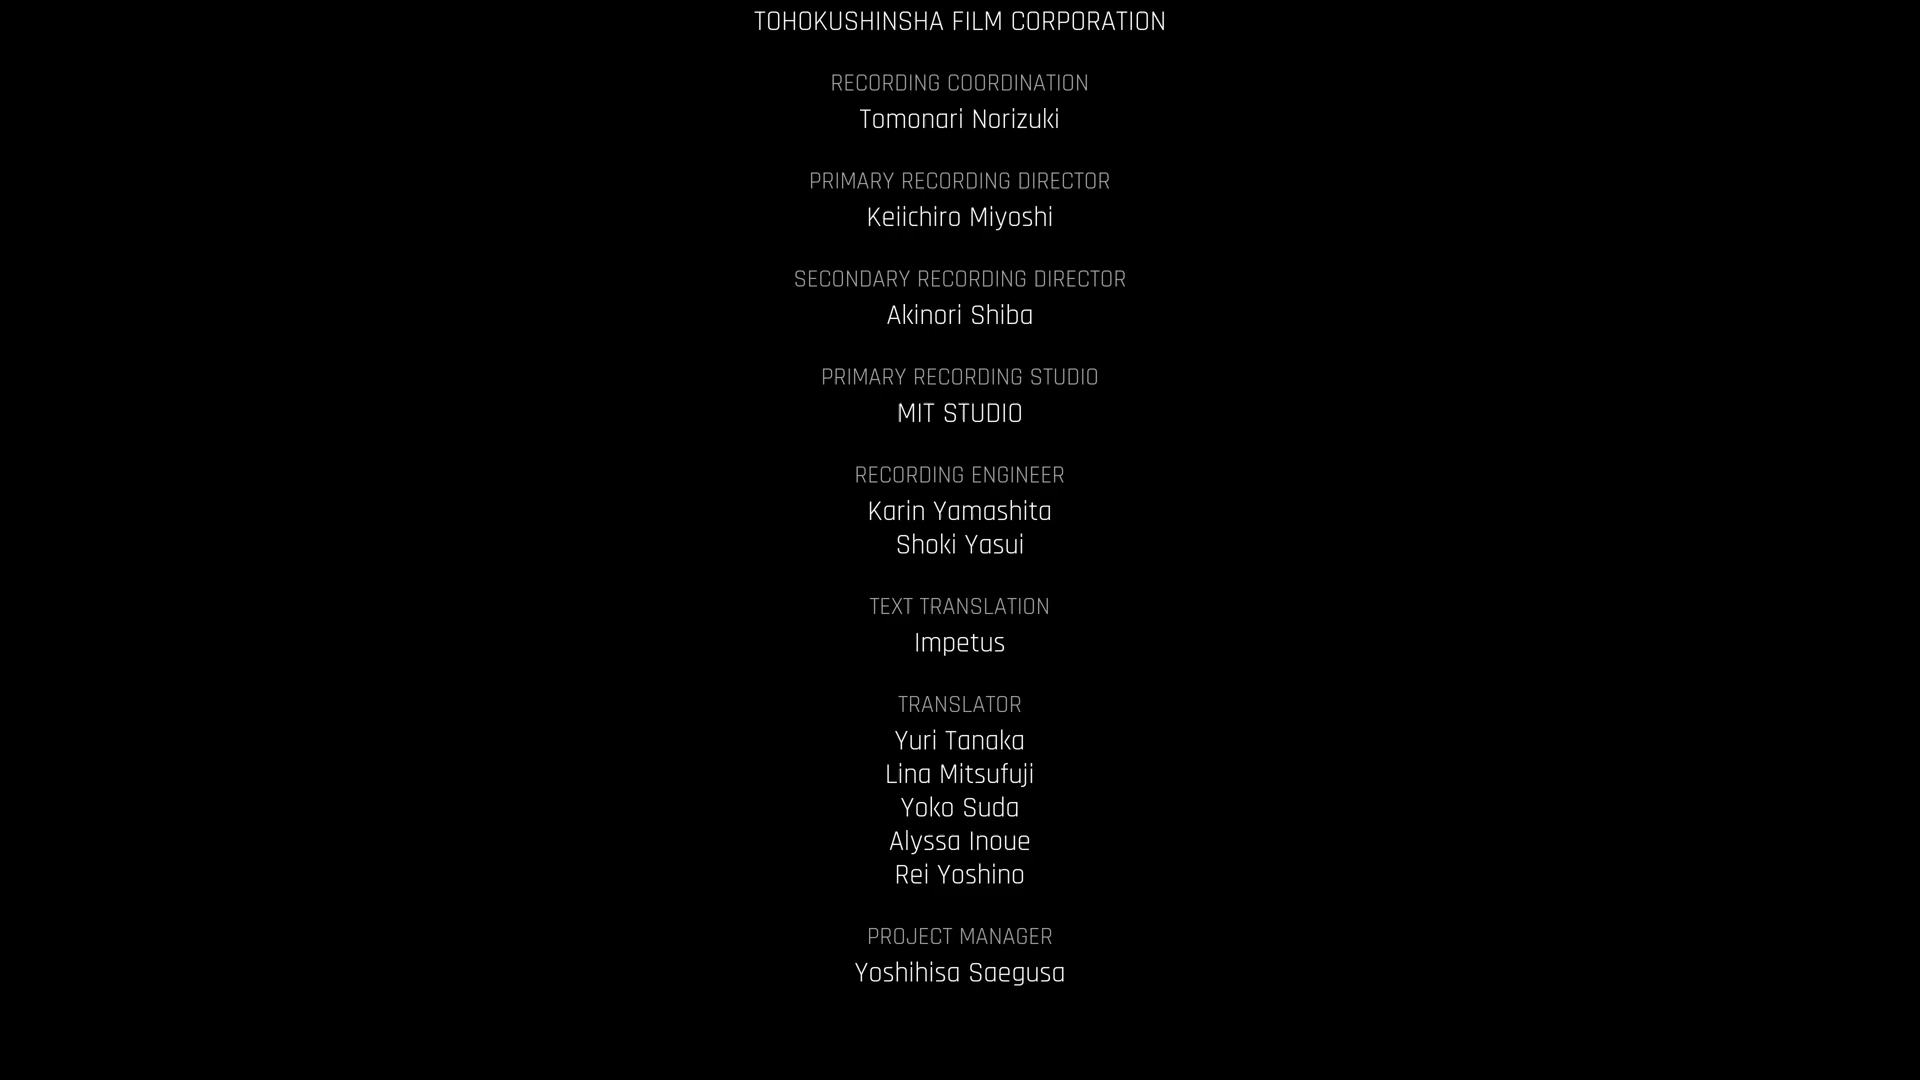 TOHOKUSHINSHA FILM CORPORATION
RECORDING COORDINATION
Tomonari Norizuki
PRIMARY RECORDING DIRECTOR
Keiichiro Miyoshi
SECONDARY RECORDING DIRECTOR
Akinori Shiba
PRIMARY RECORDING STUDIO
MIT STUDIO
RECORDING ENGINEER
Karin Yamashita
Shoki Yasui
TEXT TRANSLATION
Impetus
TRANSLATOR
Yuri Tanaka
Lina Mitsufuji
Yoko Suda
Alyssa Inoue
Rei Yoshino
PROJECT MANAGER
Yoshihisa Saegusa